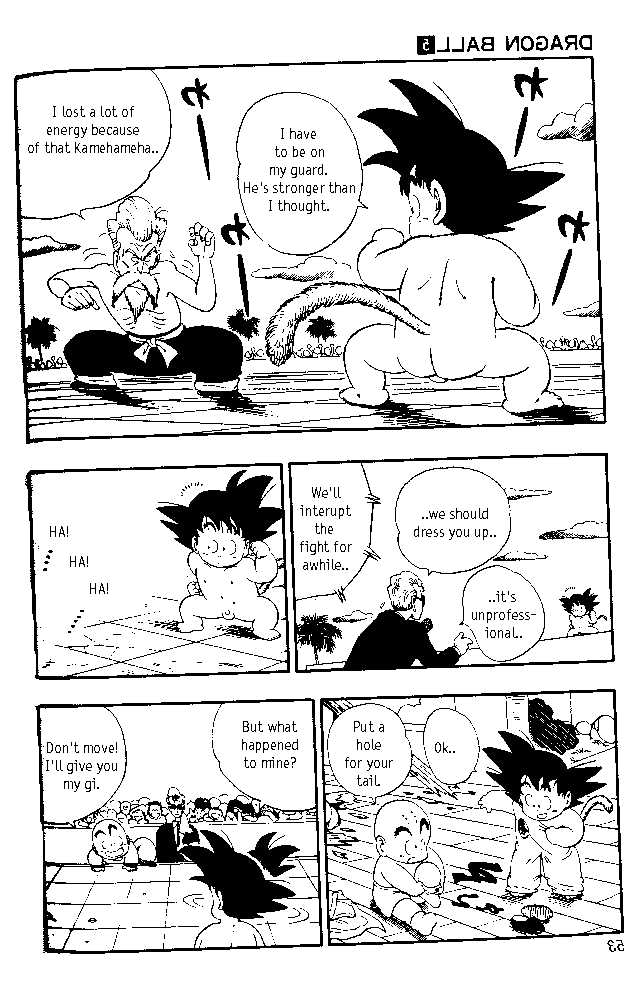 DRAGON BALL 5
I lost a lot of
energy because
of that Kamehameha..
I have
to be on
my guard.
He's stronger than
I thought.
HA!
HA!
HA!
We'll
interupt
the
fight for
awhile..
..we should
dress you up..
..it's
unprofess-
ional..
Don't move!
I'll give you
my gi.
But what
happened
to mine?
Put a
hole
for your
tail.
Ok..
53